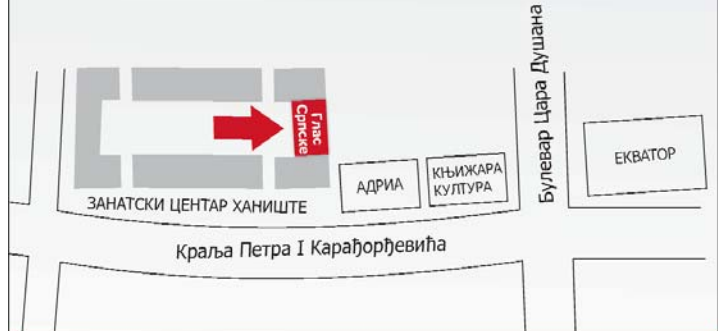 Булевар Цара Душана
Глас
Српске
ЕКВАТОР
АДРИА
КЊИЖАРА
КУЛТУРА
ЗАНАТСКИ ЦЕНТАР ХАНИШТЕ
Краља Петра I Карађорђевића